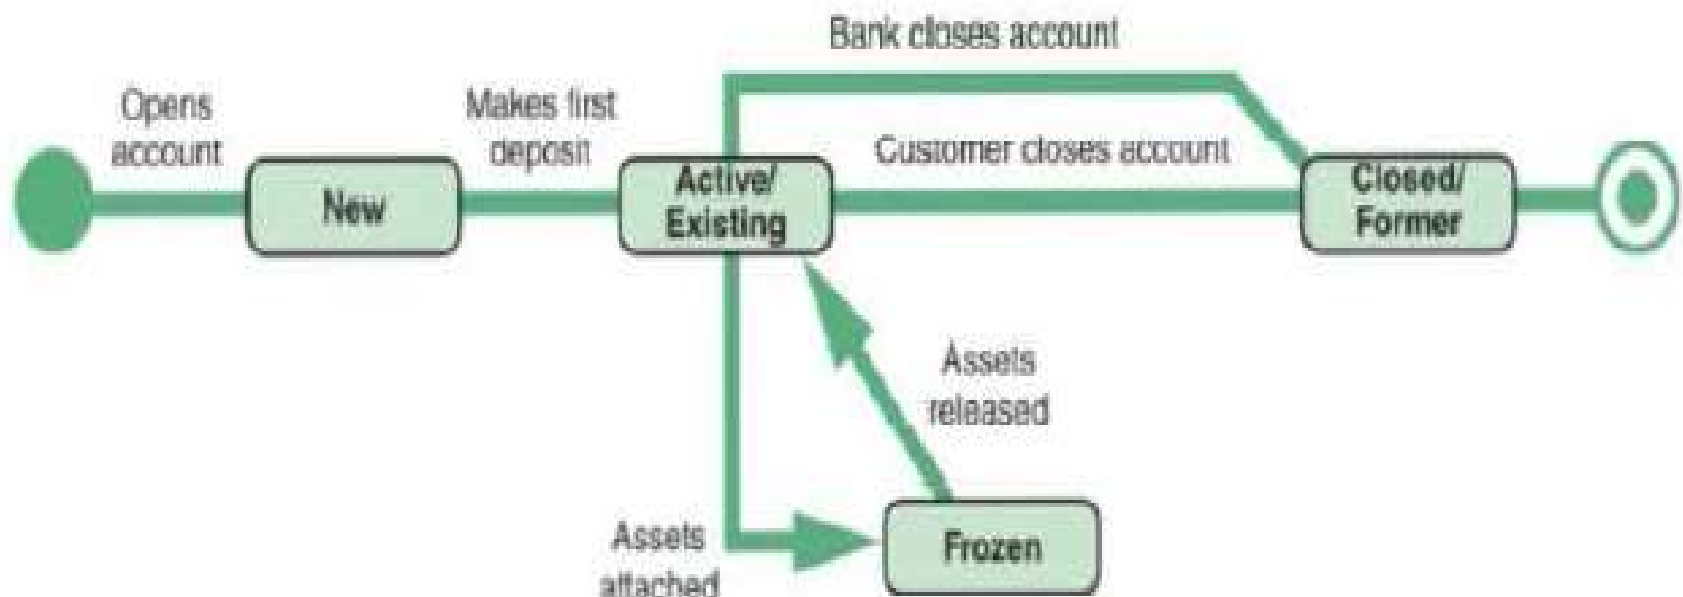 Bank closes account
Opens
account
Makes first
deposit
Customer closes account
New
Active/
Existing
Closed/
Former
Assets
released
Assets
attached
Frozen